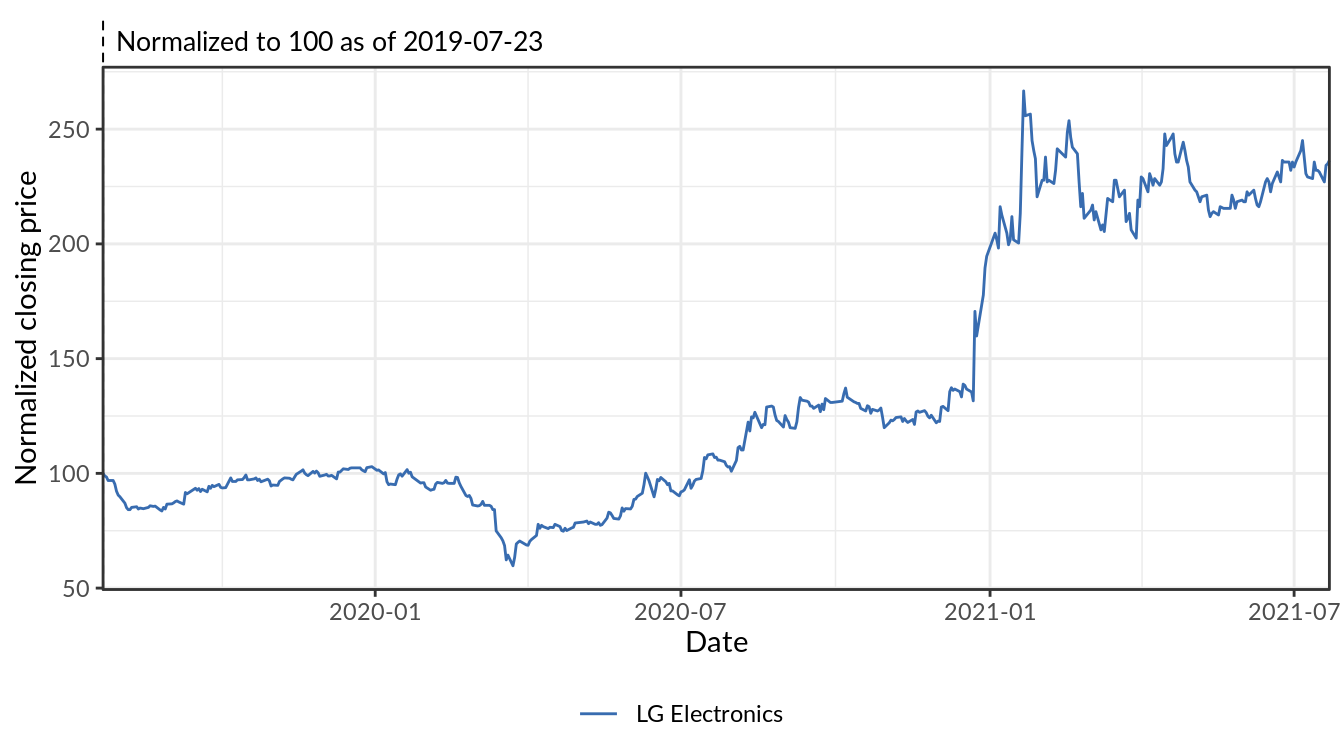 Normalized to 100 as of 2019-07-23
Normalized closing price
250
200
150
100
50
2020-01
2020-07
2021-01
2021-07
Date
LG Electronics